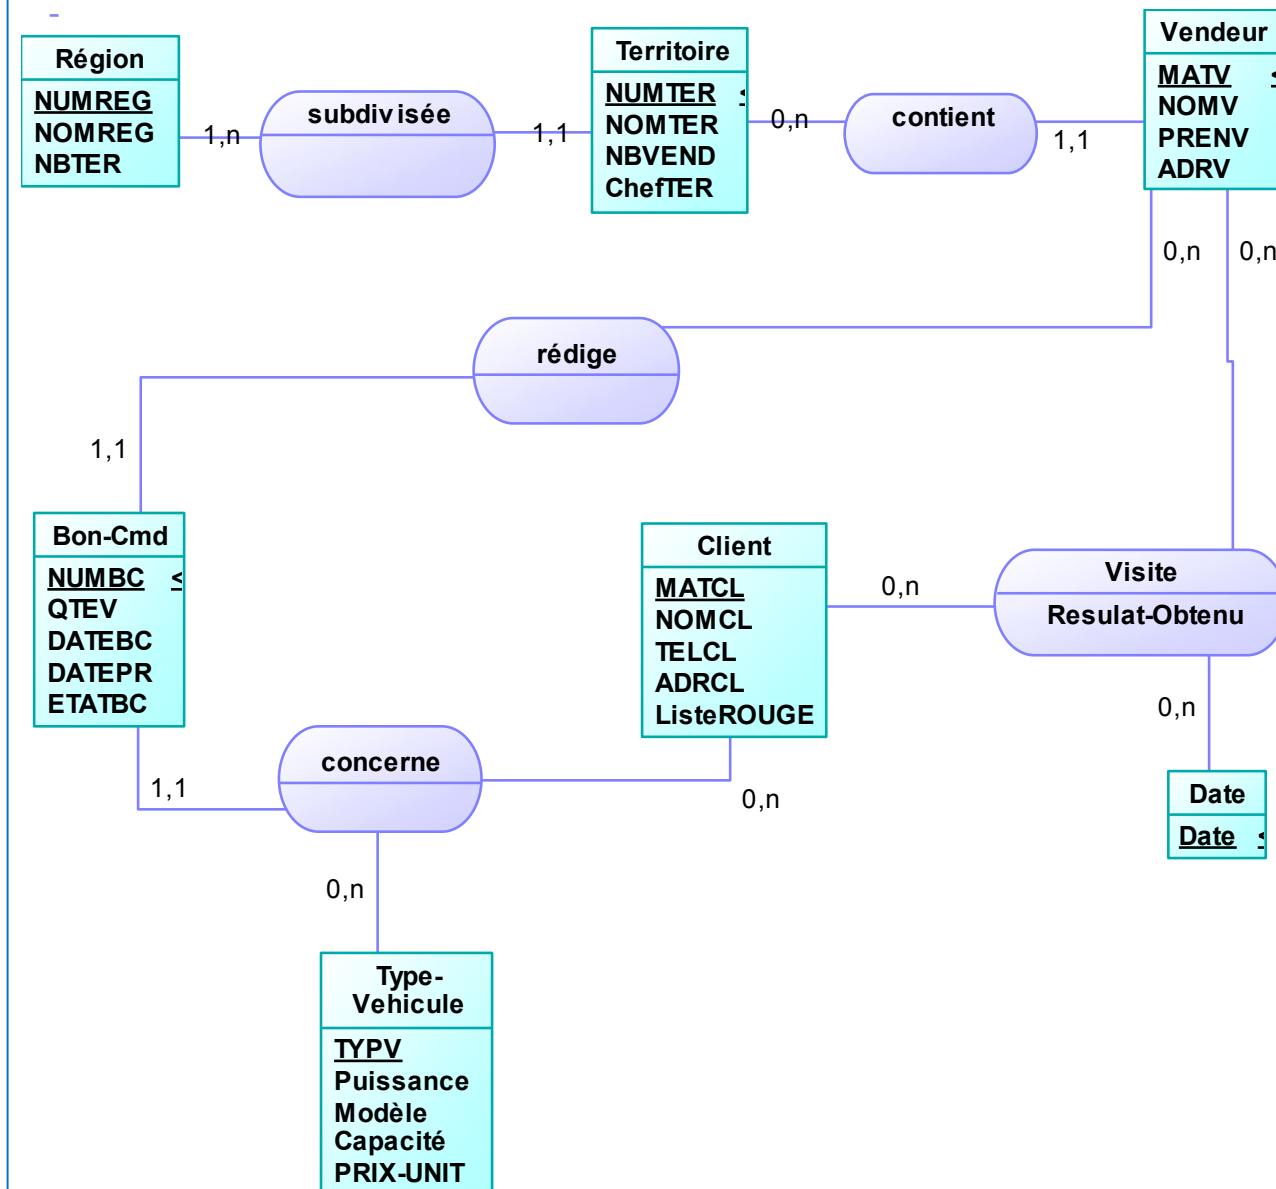 Région
NUMREG
NOMREG
NBTER
1,n
subdivisée
1,1
Territoire
NUMTER <
NOMTER
NBVEND
ChefTER
0,n
contient
1,1
Vendeur
MATV <
NOMV
PRENV
ADRV
0,n
0,n
rédige
1,1
Bon-Cmd
NUMBC <
QTEV
DATEBC
DATEPR
ETATBC
Client
MATCL
NOMCL
TELCL
ADRCL
ListeROUGE
0,n
Visite
Resulat-Obtenu
0,n
Date
Date <
concerne
1,1
0,n
0,n
Type-
Vehicule
TYPV
Puissance
Modèle
Capacité
PRIX-UNIT